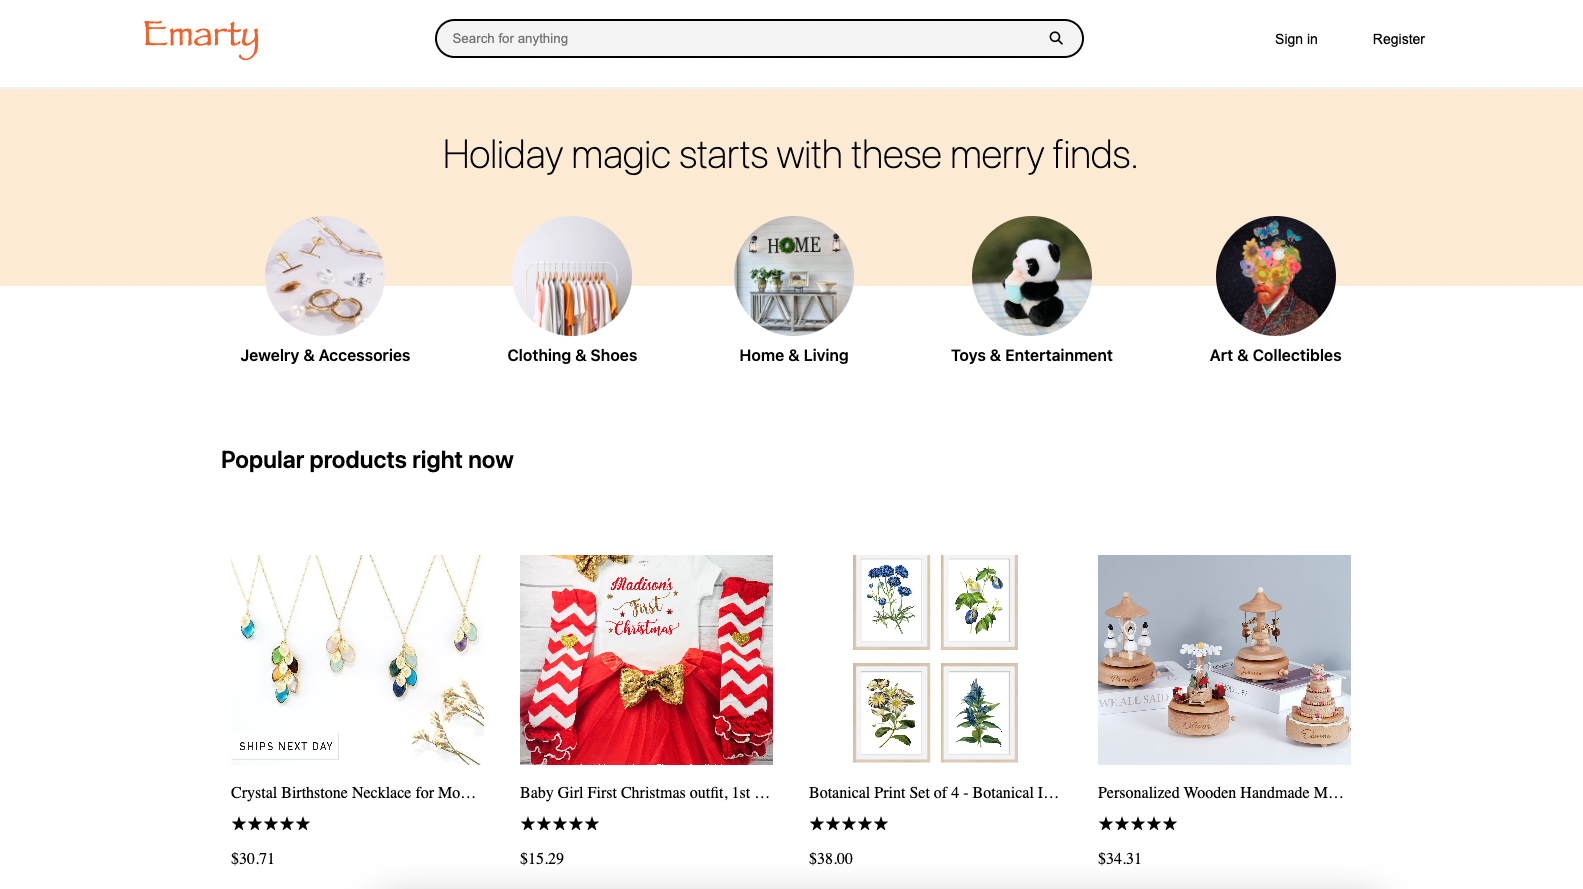 Emarty
Search for anything
Sign in
Register
Holiday magic starts with these merry finds.
HOME
Jewelry & Accessories
Clothing & Shoes
Home & Living
Toys & Entertainment
Art & Collectibles
Popular products right now
SHIPS NEXT DAY
Madison's
First
Christmas
WE ALL SAID
Pamela
Oliver
Edwina
Crystal Birthstone Necklace for Mo…
Baby Girl First Christmas outfit, 1st …
Botanical Print Set of 4 - Botanical I…
Personalized Wooden Handmade M…
★★★★★
★★★★★
★★★★★
★★★★★
$30.71
$15.29
$38.00
$34.31